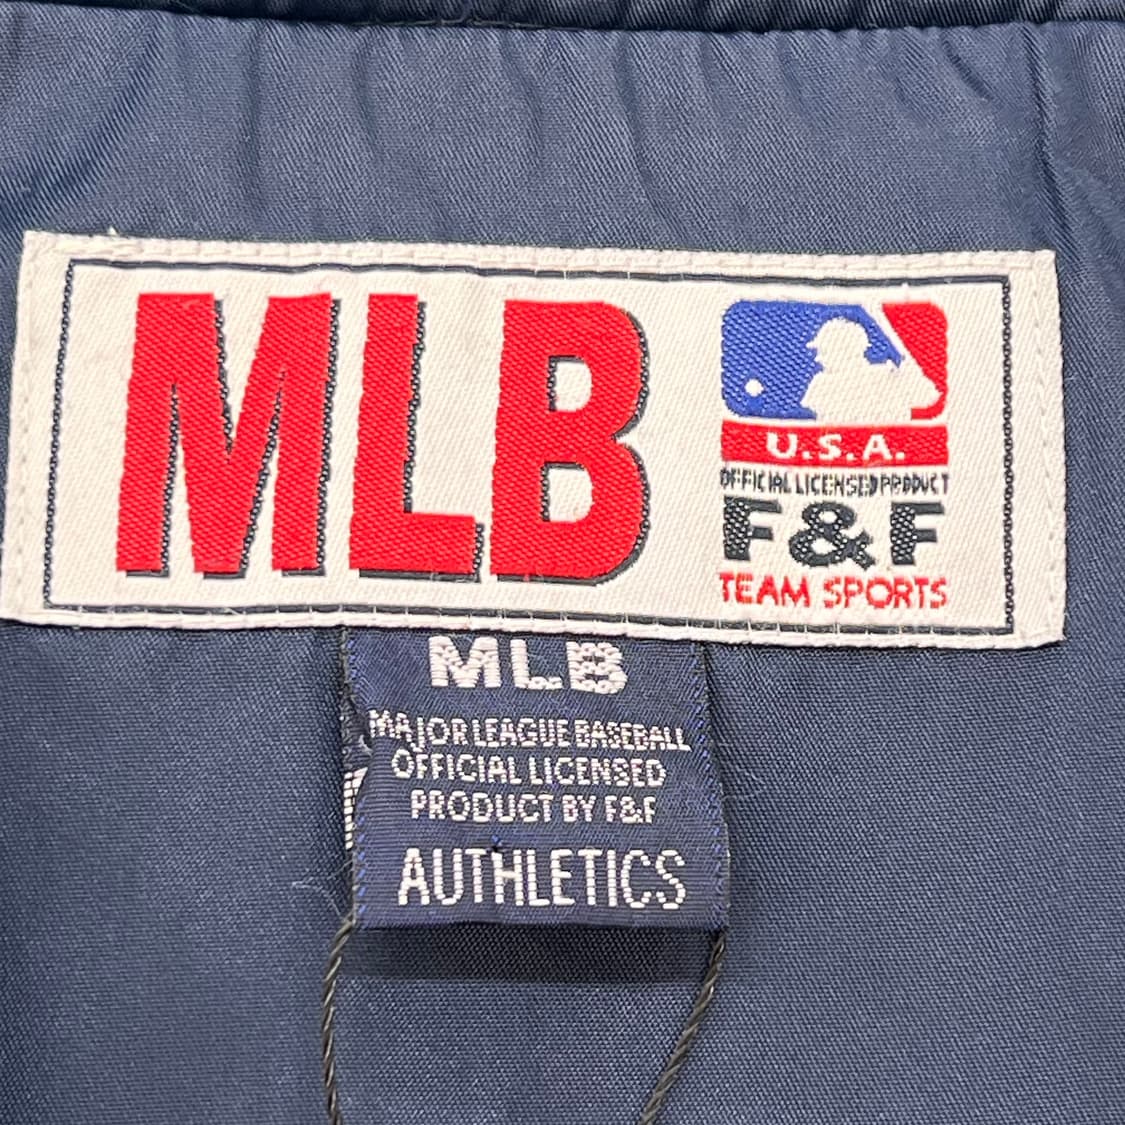 MLB
U.S.A.
OFFICIAL LICENSED PRODUCT
F&F
TEAM SPORTS
MLB
MAJOR LEAGUE BASEBALL
OFFICIAL LICENSED
PRODUCT BY F&F
AUTHLETICS